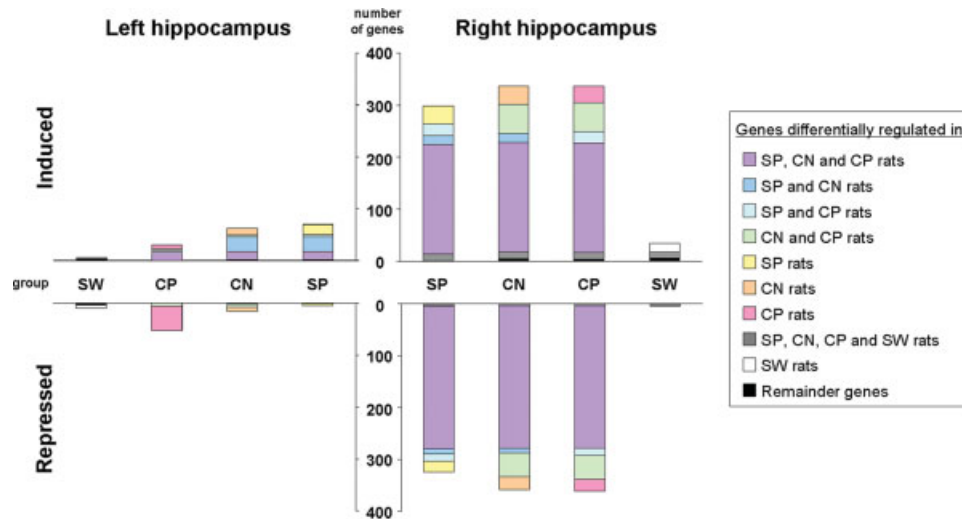 Left hippocampus
number
of genes
Right hippocampus
400
300
200
100
0
Induced
group
SW
CP
CN
SP
SP
CN
CP
SW
0
100
200
300
400
Repressed
Genes differentially regulated in
SP, CN and CP rats
SP and CN rats
SP and CP rats
CN and CP rats
SP rats
CN rats
CP rats
SP, CN, CP and SW rats
SW rats
Remainder genes